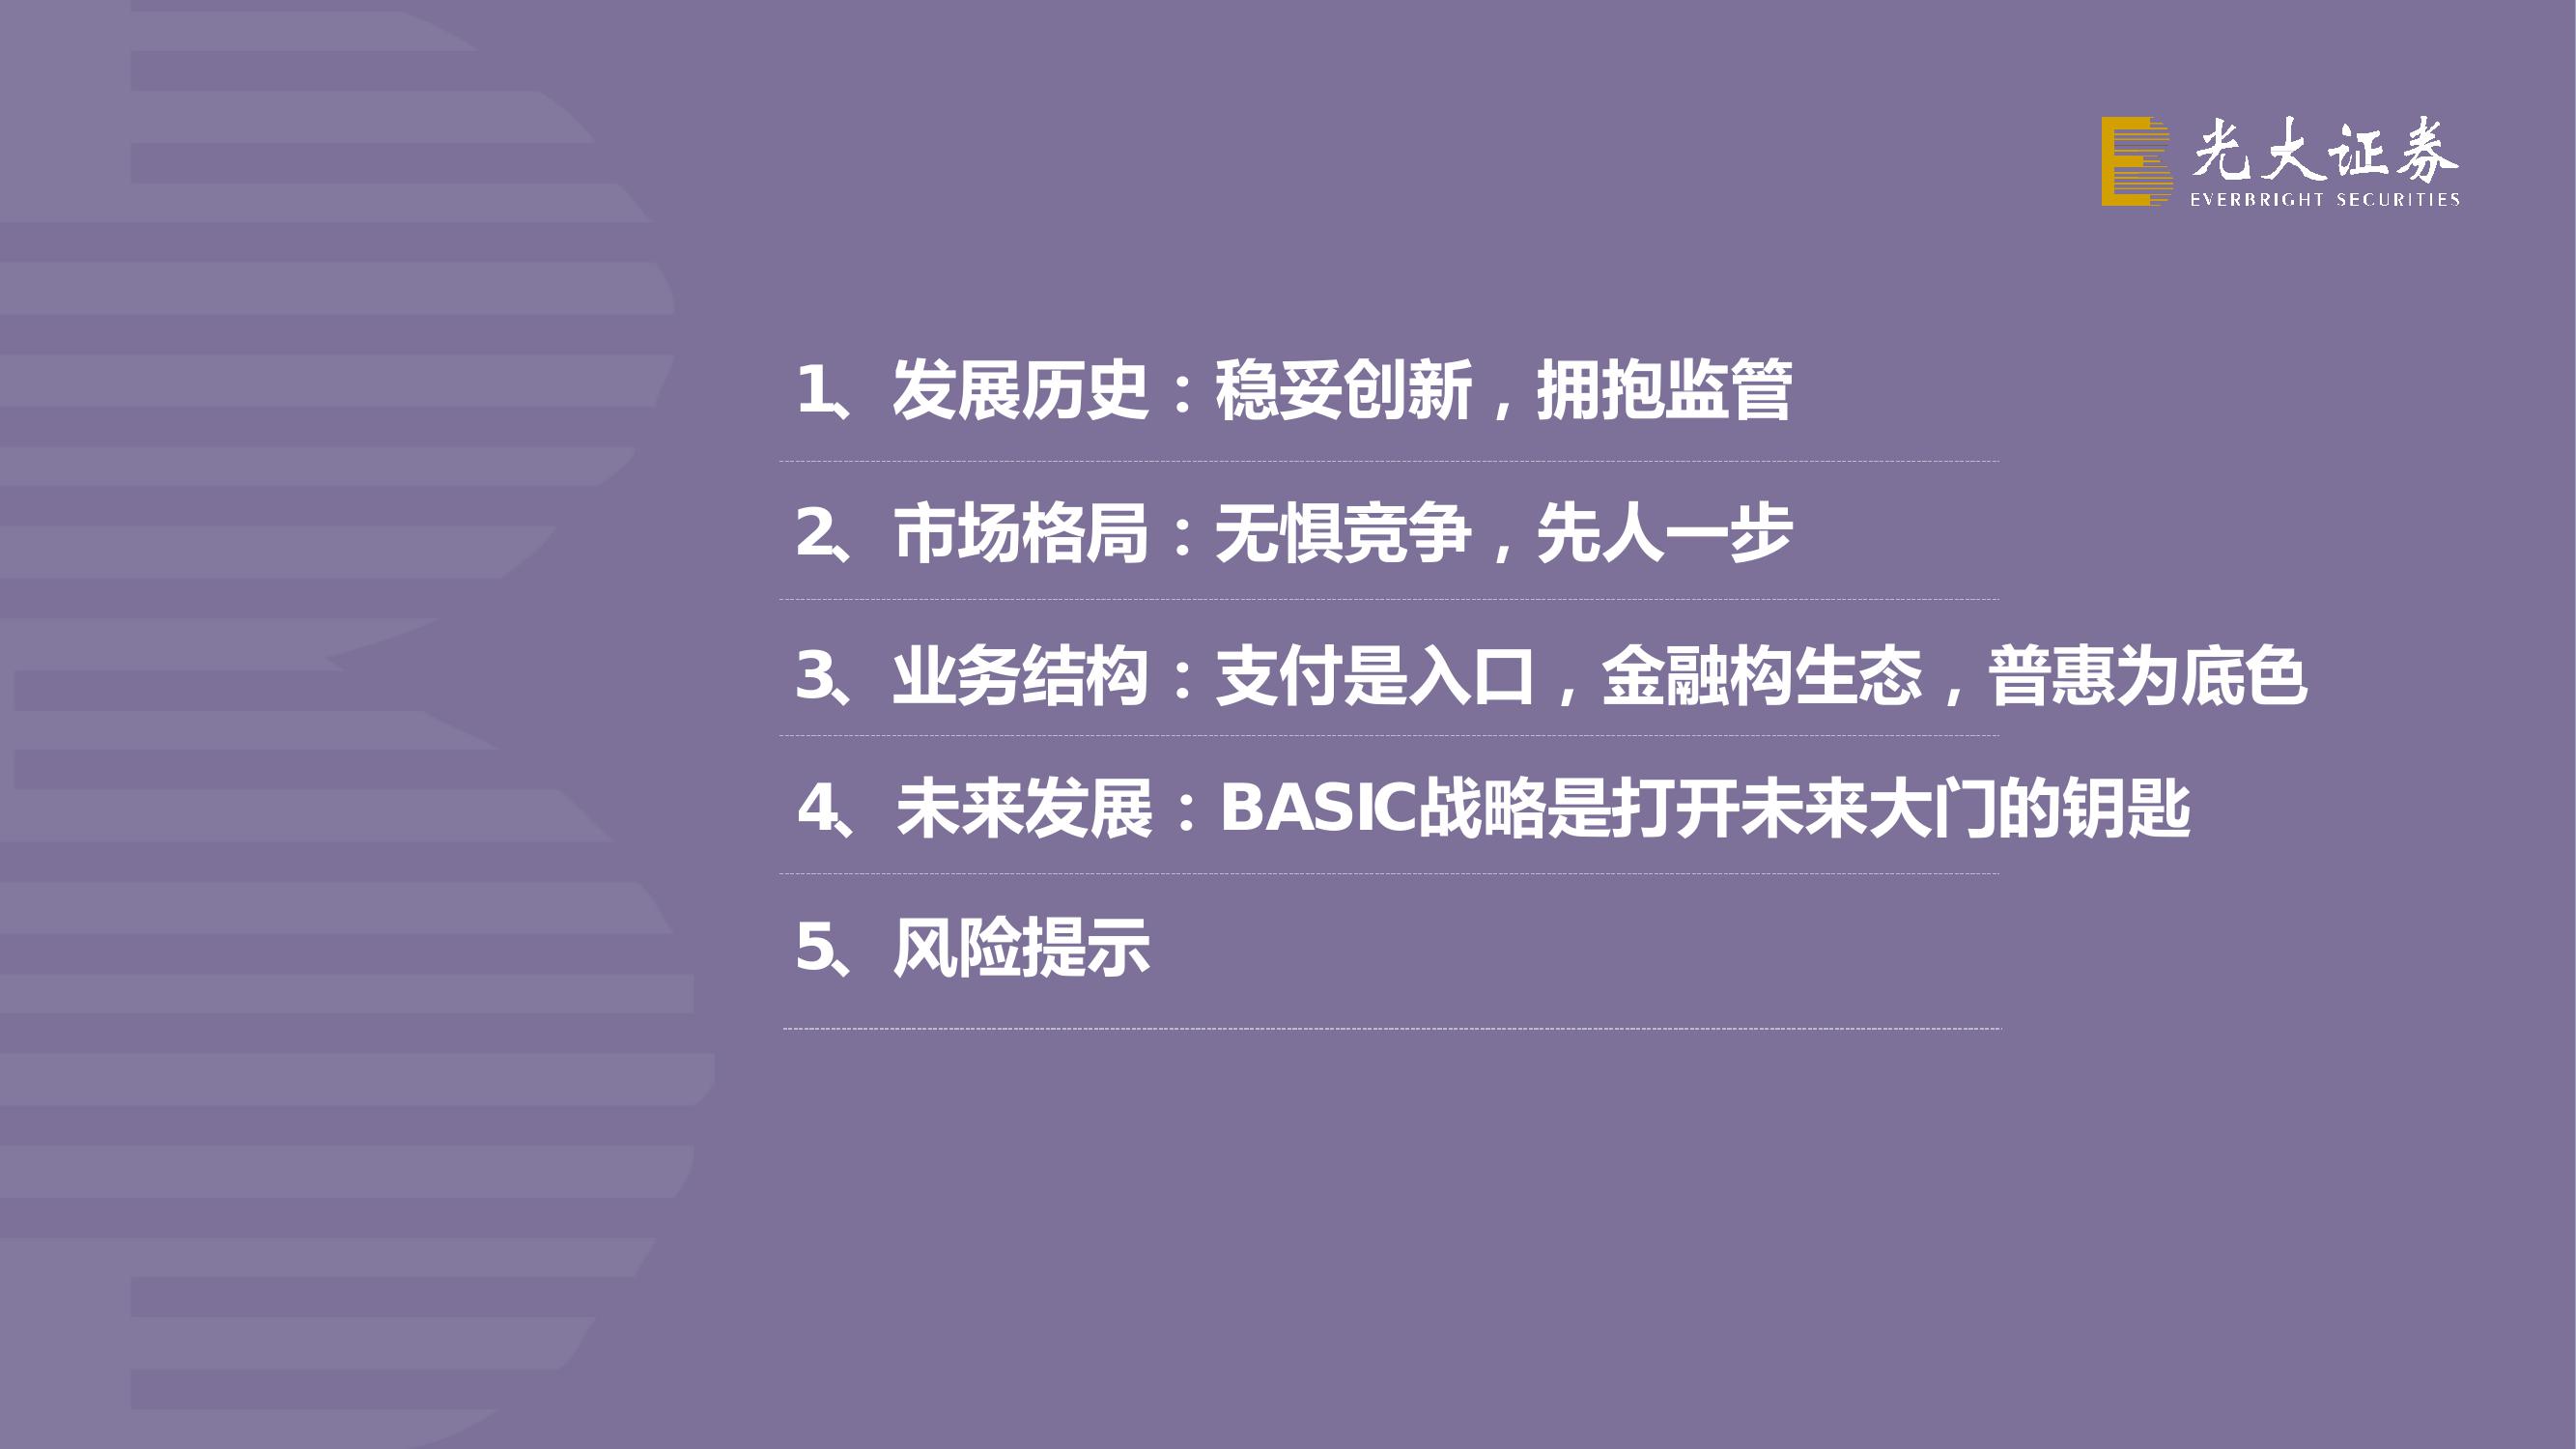 光大证券
EVERBRIGHT SECURITIES
1、发展历史：稳妥创新，拥抱监管
2、市场格局：无惧竞争，先人一步
3、业务结构：支付是入口，金融构生态，普惠为底色
4、未来发展：BASIC战略是打开未来大门的钥匙
5、风险提示